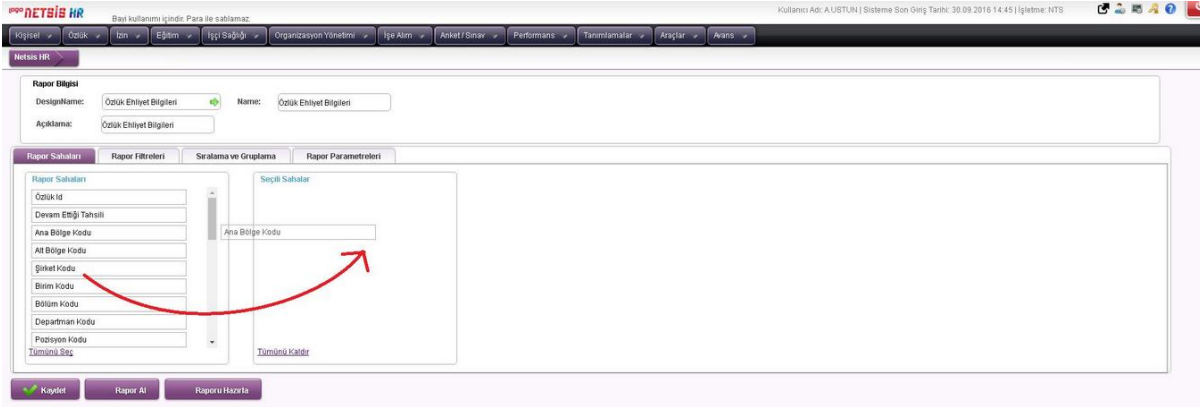 logo NETSİS HR
Bayi kullanımı içindir. Para ile satılamaz.
Kullanıcı Adı: A.USTUN | Sisteme Son Giriş Tarihi: 30.09.2016 14:45 | İşletme: NTS
Kişisel Özlük İzin Eğitim İşçi Sağlığı Organizasyon Yönetimi İşe Alım Anket / Sınav Performans Tanımlamalar Araçlar Avans
Netsis HR
Rapor Bilgisi
DesignName: Özlük Ehliyet Bilgileri Name: Özlük Ehliyet Bilgileri
Açıklama: Özlük Ehliyet Bilgileri
Rapor Sahaları Rapor Filtreleri Sıralama ve Gruplama Rapor Parametreleri
Rapor Sahaları Seçili Sahalar
Özlük Id
Devam Ettiği Tahsili
Ana Bölge Kodu Ana Bölge Kodu
Alt Bölge Kodu
Şirket Kodu
Birim Kodu
Bölüm Kodu
Departman Kodu
Pozisyon Kodu
Tümünü Seç Tümünü Kaldır
Kaydet Rapor Al Raporu Hazırla